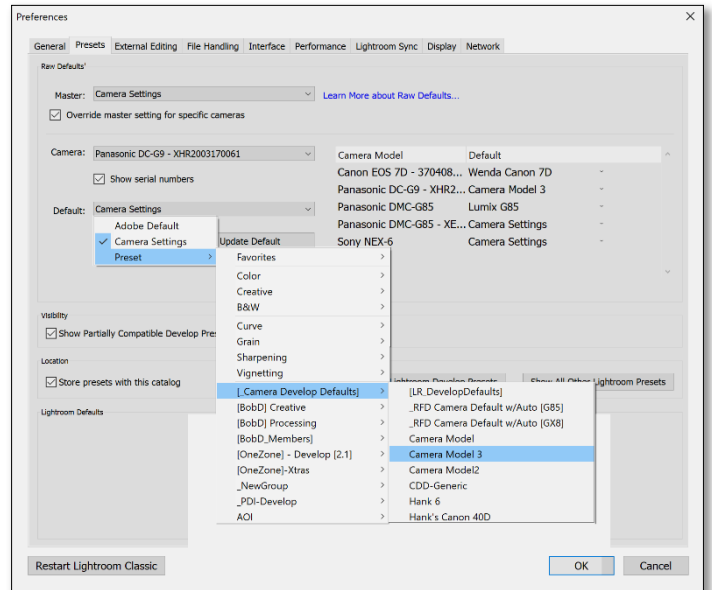 Preferences
General Presets External Editing File Handling Interface Performance Lightroom Sync Display Network
Raw Defaults'
Master: Camera Settings Learn More about Raw Defaults...
Override master setting for specific cameras
Camera: Panasonic DC-G9 - XHR2003170061
Show serial numbers
Default: Camera Settings
Adobe Default
Camera Settings
Preset
Update Default
Camera Model Default
Canon EOS 7D - 370408... Wenda Canon 7D -
Panasonic DC-G9 - XHR2... Camera Model 3 -
Panasonic DMC-G85 Lumix G85 -
Panasonic DMC-G85 - XE... Camera Settings -
Sony NEX-6 Camera Settings -
Favorites
Color
Creative
B&W
Curve
Grain
Sharpening
Vignetting
[_Camera Develop Defaults]
[BobD] Creative
[BobD] Processing
[BobD_Members]
[OneZone] - Develop [2.1]
[OneZone]-Xtras
_NewGroup
_PDI-Develop
AOI
[LR_DevelopDefaults]
_RFD Camera Default w/Auto [G85]
_RFD Camera Default w/Auto [GX8]
Camera Model
Camera Model 3
Camera Model2
CDD-Generic
Hank 6
Hank's Canon 40D
Visibility
Show Partially Compatible Develop Pre
Location
Store presets with this catalog
Lightroom Develop Presets Show All Other Lightroom Presets
Lightroom Defaults
Restart Lightroom Classic OK Cancel